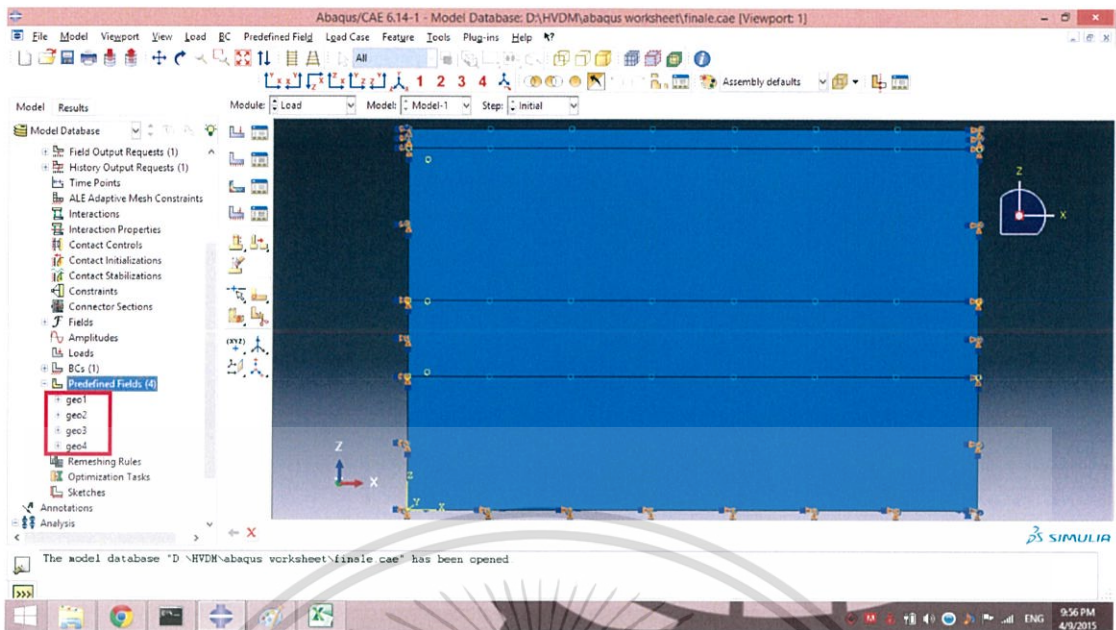 Abaqus/CAE 6.14-1 - Model Database: D:\HVDM\abaqus worksheet\finale.cae [Viewport: 1]
File Model Viewport View Load BC Predefined Field Load Case Feature Tools Plug-ins Help
All
1 2 3 4
Assembly defaults
Model Results
Module: Load Model: Model-1 Step: Initial
Model Database
Field Output Requests (1)
History Output Requests (1)
Time Points
ALE Adaptive Mesh Constraints
Interactions
Interaction Properties
Contact Controls
Contact Initializations
Contact Stabilizations
Constraints
Connector Sections
Fields
Amplitudes
Loads
BCs (1)
Predefined Fields (4)
geo1
geo2
geo3
geo4
Remeshing Rules
Optimization Tasks
Sketches
Annotations
Analysis
(XYZ)
Z
X
Z
X
Z
Y
X
SIMULIA
The model database "D:\HVDM\abaqus worksheet\finale.cae" has been opened.
>>>
ENG
9:56 PM
4/9/2015